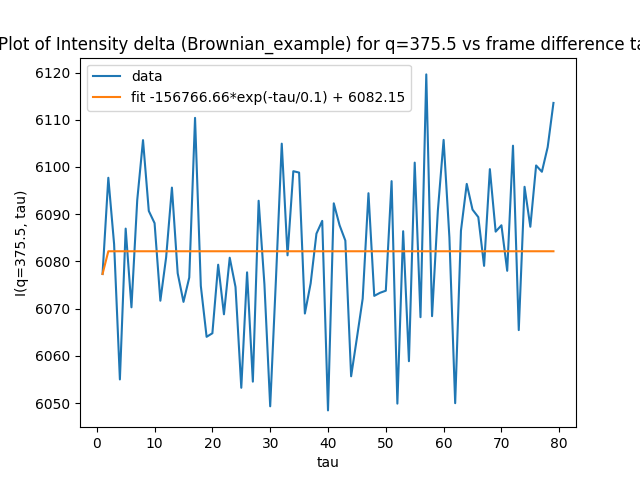 Plot of Intensity delta (Brownian_example) for q=375.5 vs frame difference ta
data
fit -156766.66*exp(-tau/0.1) + 6082.15
6120
6110
6100
6090
6080
6070
6060
6050
I(q=375.5, tau)
0 10 20 30 40 50 60 70 80
tau